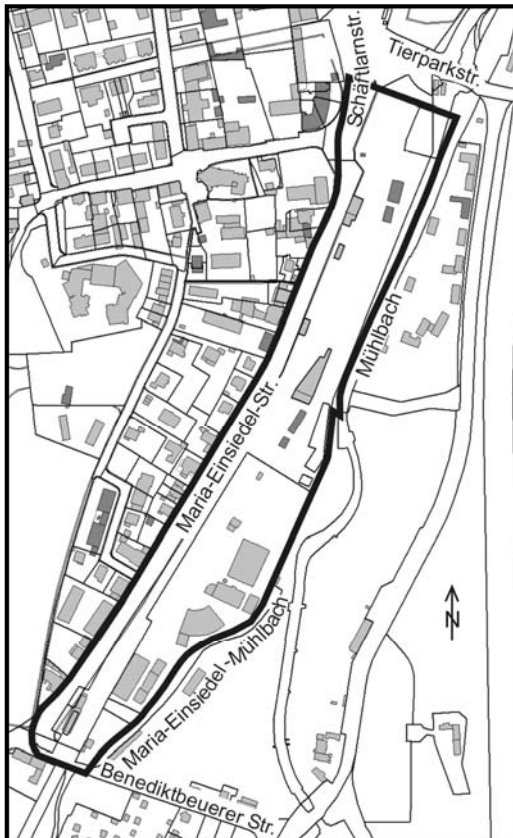 Schäftlarnstr.
Tierparkstr.
Mühlbach
Maria-Einsiedel-Str.
N
Maria-Einsiedel-Mühlbach
Benediktbeuerer Str.